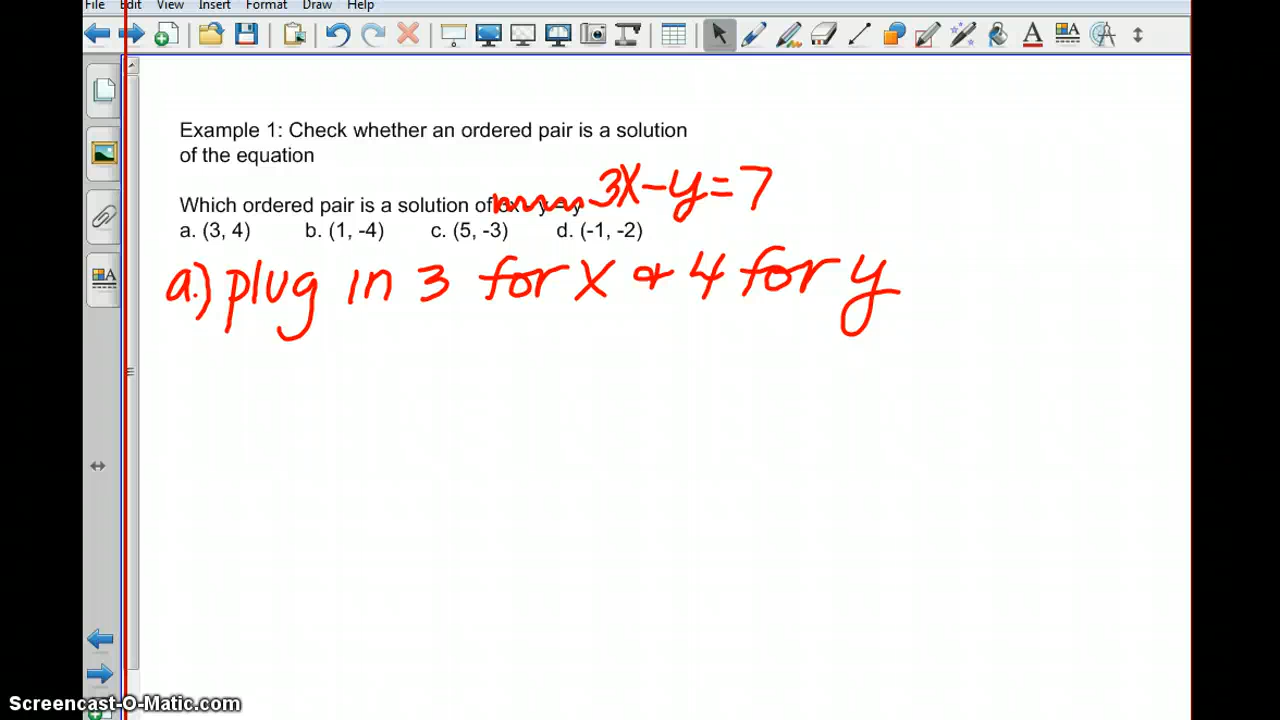 File Edit View Insert Format Draw Help
Example 1: Check whether an ordered pair is a solution
of the equation
3x-y=7
Which ordered pair is a solution of
a. (3, 4) b. (1, -4) c. (5, -3) d. (-1, -2)
a.) plug in 3 for x & 4 for y
Screencast-O-Matic.com